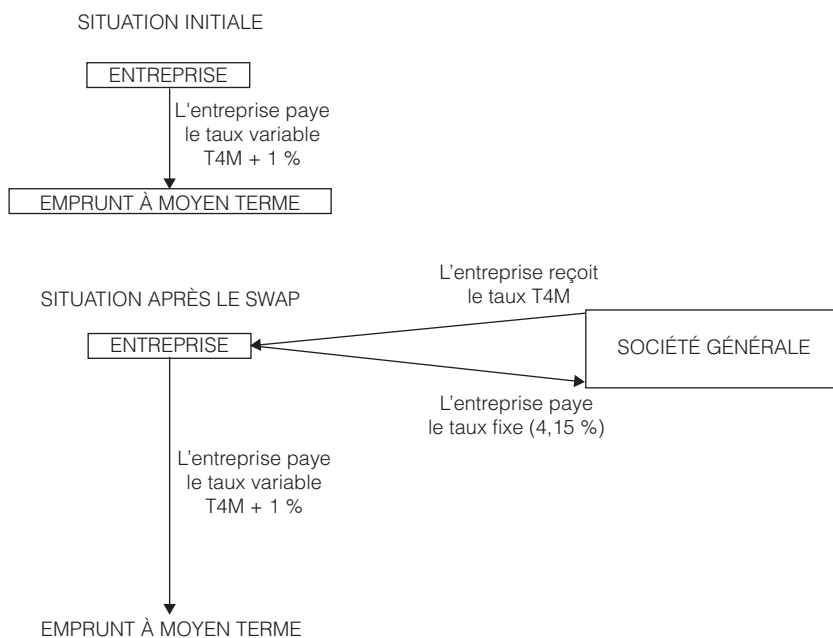 SITUATION INITIALE
ENTREPRISE
L'entreprise paye
le taux variable
T4M + 1 %
EMPRUNT À MOYEN TERME
L'entreprise reçoit
le taux T4M
SITUATION APRÈS LE SWAP
ENTREPRISE
SOCIÉTÉ GÉNÉRALE
L'entreprise paye
le taux fixe (4,15 %)
L'entreprise paye
le taux variable
T4M + 1 %
EMPRUNT À MOYEN TERME